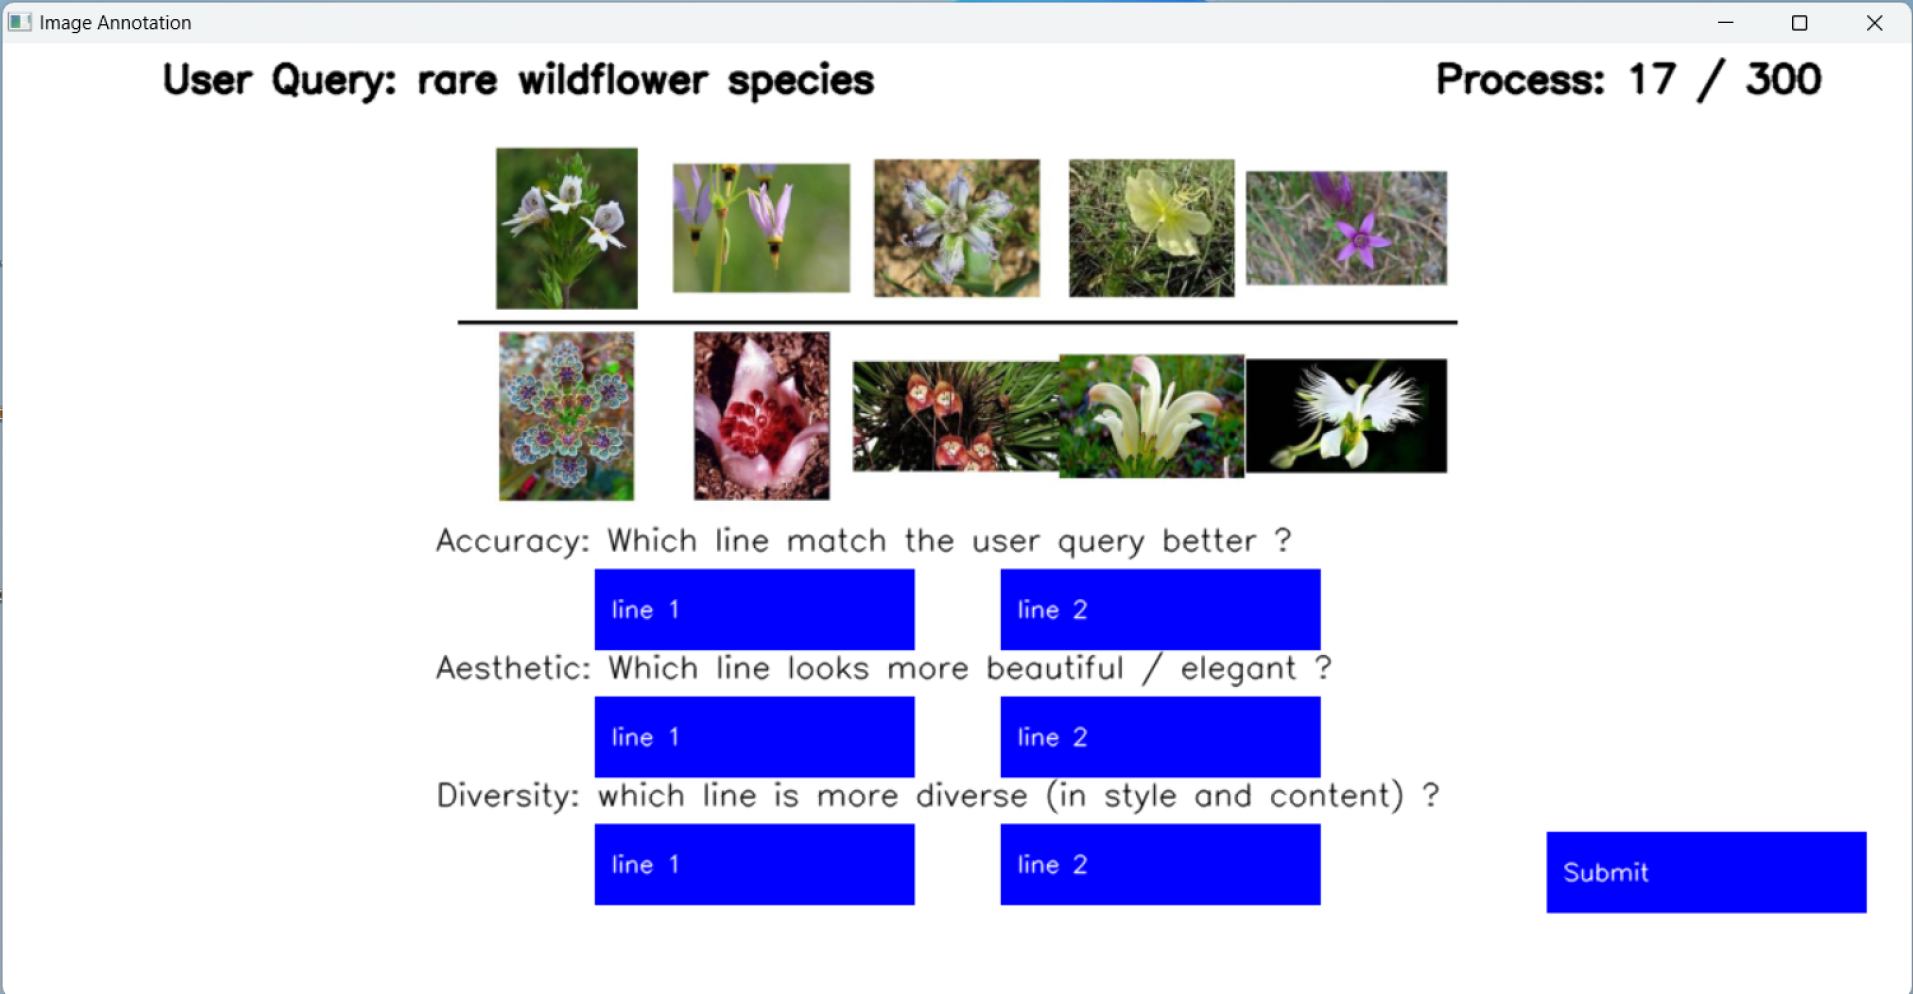 Image Annotation
User Query: rare wildflower species
Process: 17 / 300
Accuracy: Which line match the user query better ?
line 1
line 2
Aesthetic: Which line looks more beautiful / elegant ?
line 1
line 2
Diversity: which line is more diverse (in style and content) ?
line 1
line 2
Submit